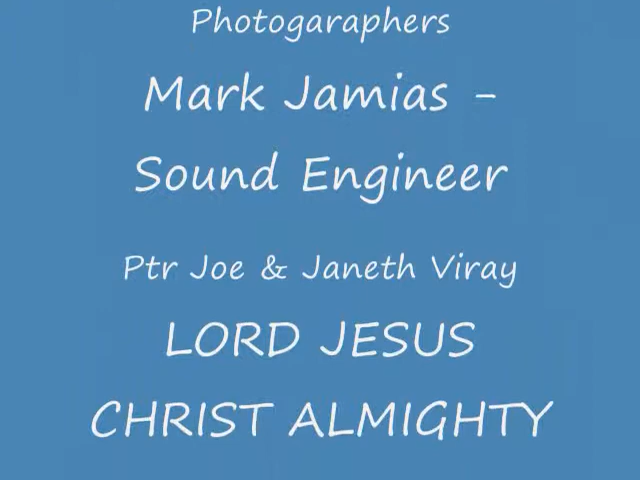 Photogaraphers
Mark Jamias -
Sound Engineer
Ptr Joe & Janeth Viray
LORD JESUS
CHRIST ALMIGHTY